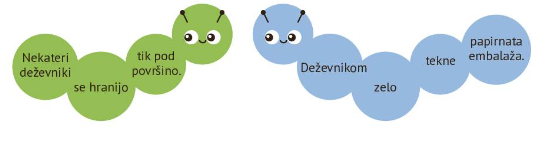 Nekateri
deževniki
se hranijo
tik pod
površino.
Deževnikom
zelo
tekne
papirnata
embalaža.